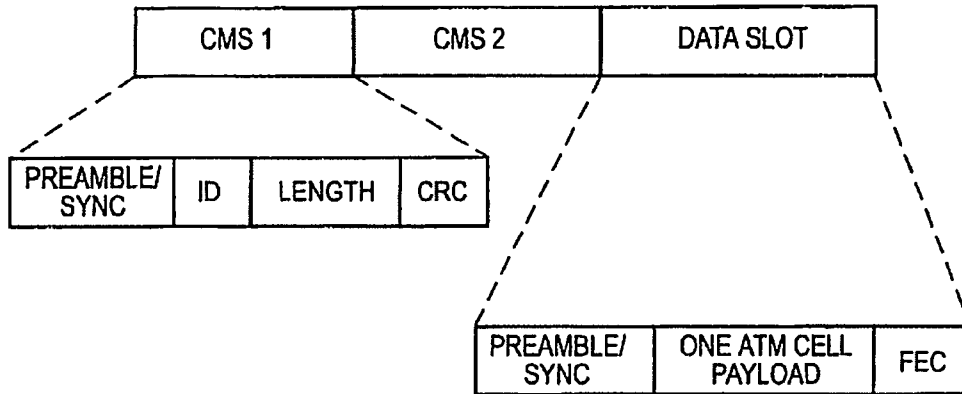 CMS 1
CMS 2
DATA SLOT
PREAMBLE/
SYNC
ID
LENGTH
CRC
PREAMBLE/
SYNC
ONE ATM CELL
PAYLOAD
FEC